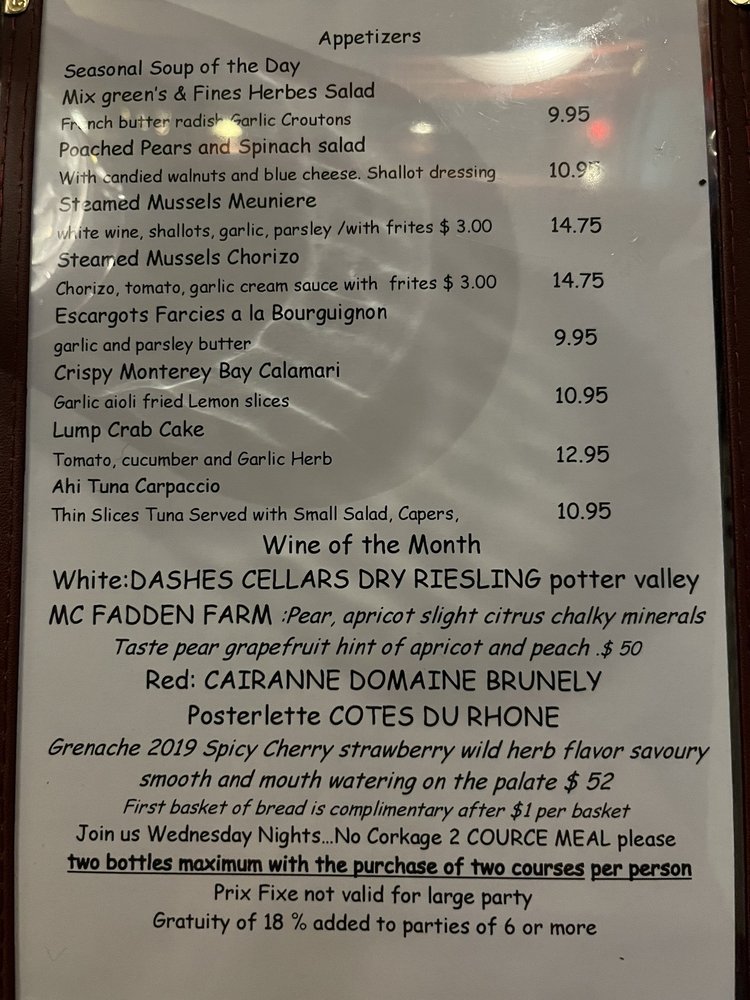 Appetizers
Seasonal Soup of the Day
Mix green's & Fines Herbes Salad
French butter radish Garlic Croutons 9.95
Poached Pears and Spinach salad
With candied walnuts and blue cheese. Shallot dressing 10.95
Steamed Mussels Meuniere
white wine, shallots, garlic, parsley /with frites $ 3.00 14.75
Steamed Mussels Chorizo
Chorizo, tomato, garlic cream sauce with frites $ 3.00 14.75
Escargots Farcies a la Bourguignon
garlic and parsley butter 9.95
Crispy Monterey Bay Calamari
Garlic aioli fried Lemon slices 10.95
Lump Crab Cake
Tomato, cucumber and Garlic Herb 12.95
Ahi Tuna Carpaccio
Thin Slices Tuna Served with Small Salad, Capers, 10.95
Wine of the Month
White:DASHES CELLARS DRY RIESLING potter valley
MC FADDEN FARM :Pear, apricot slight citrus chalky minerals
Taste pear grapefruit hint of apricot and peach .$ 50
Red: CAIRANNE DOMAINE BRUNELY
Posterlette COTES DU RHONE
Grenache 2019 Spicy Cherry strawberry wild herb flavor savoury
smooth and mouth watering on the palate $ 52
First basket of bread is complimentary after $1 per basket
Join us Wednesday Nights...No Corkage 2 COURCE MEAL please
two bottles maximum with the purchase of two courses per person
Prix Fixe not valid for large party
Gratuity of 18 % added to parties of 6 or more